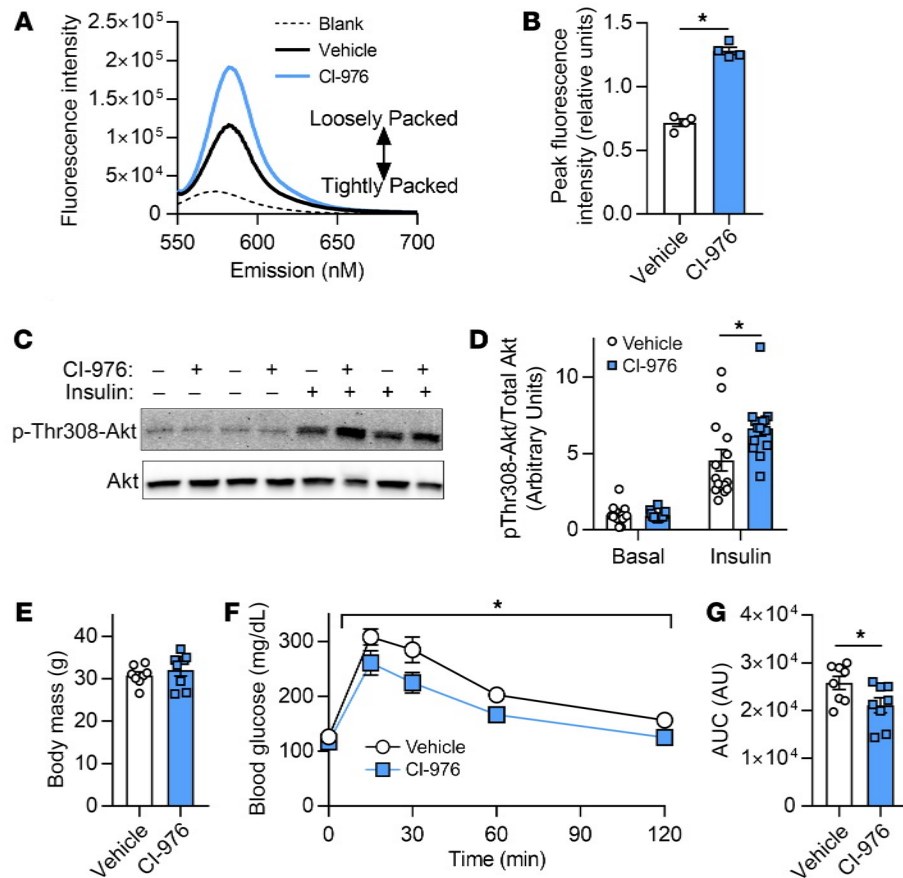 A
Fluorescence intensity
2.5×10⁵
2×10⁵
1.5×10⁵
1×10⁵
5×10⁴
0
550 600 650 700
Emission (nM)
Blank
Vehicle
CI-976
Loosely Packed
Tightly Packed
B
Peak fluorescence
intensity (relative units)
1.5
1.0
0.5
0.0
*
Vehicle
CI-976
C
CI-976: – + – + – + – +
Insulin: – – – – + + + +
p-Thr308-Akt
Akt
D
pThr308-Akt/Total Akt
(Arbitrary Units)
10
5
0
Vehicle
CI-976
*
Basal Insulin
E
Body mass (g)
40
30
20
10
0
Vehicle
CI-976
F
Blood glucose (mg/dL)
300
200
100
0
*
Vehicle
CI-976
0 30 60 90 120
Time (min)
G
AUC (AU)
4×10⁴
3×10⁴
2×10⁴
1×10⁴
0
*
Vehicle
CI-976